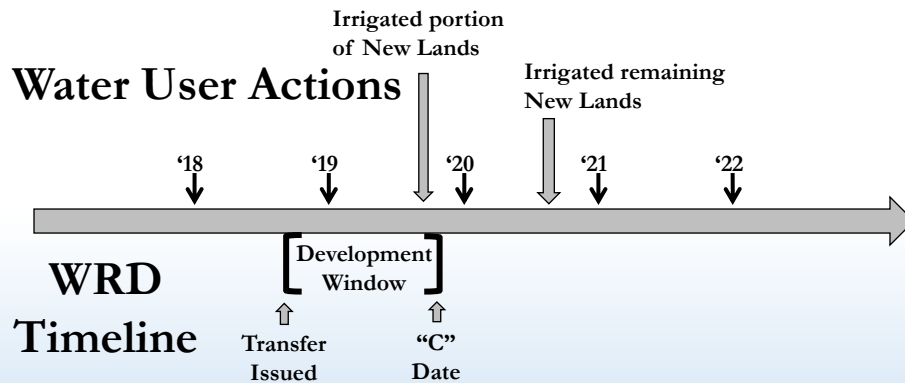 Irrigated portion
of New Lands
Water User Actions
Irrigated remaining
New Lands
‘18
‘19
‘20
‘21
‘22
Development
Window
WRD
Timeline
Transfer
Issued
“C”
Date